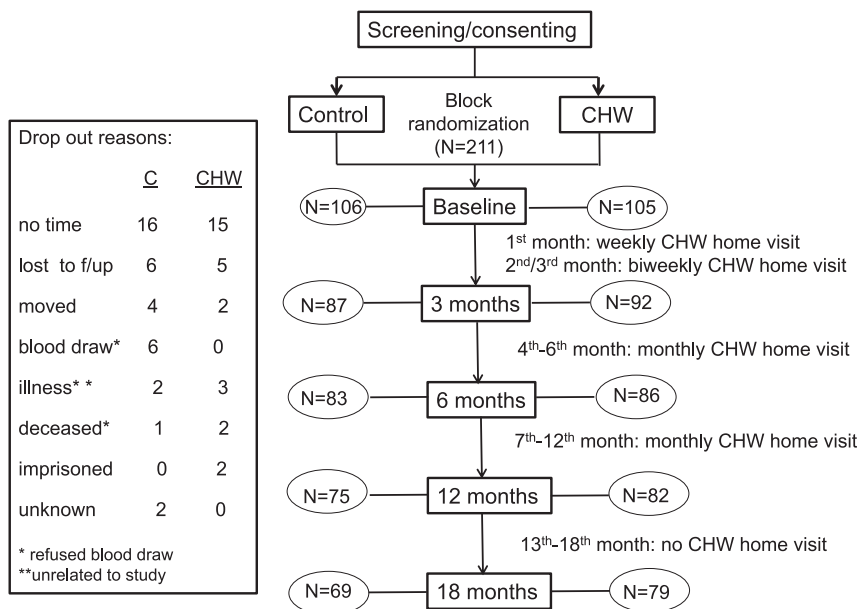 Screening/consenting
Control
Block
randomization
(N=211)
CHW
Drop out reasons:
C CHW
no time 16 15
lost to f/up 6 5
moved 4 2
blood draw* 6 0
illness* * 2 3
deceased* 1 2
imprisoned 0 2
unknown 2 0
* refused blood draw
**unrelated to study
N=106 Baseline N=105
1st month: weekly CHW home visit
2nd/3rd month: biweekly CHW home visit
N=87 3 months N=92
4th-6th month: monthly CHW home visit
N=83 6 months N=86
7th-12th month: monthly CHW home visit
N=75 12 months N=82
13th-18th month: no CHW home visit
N=69 18 months N=79